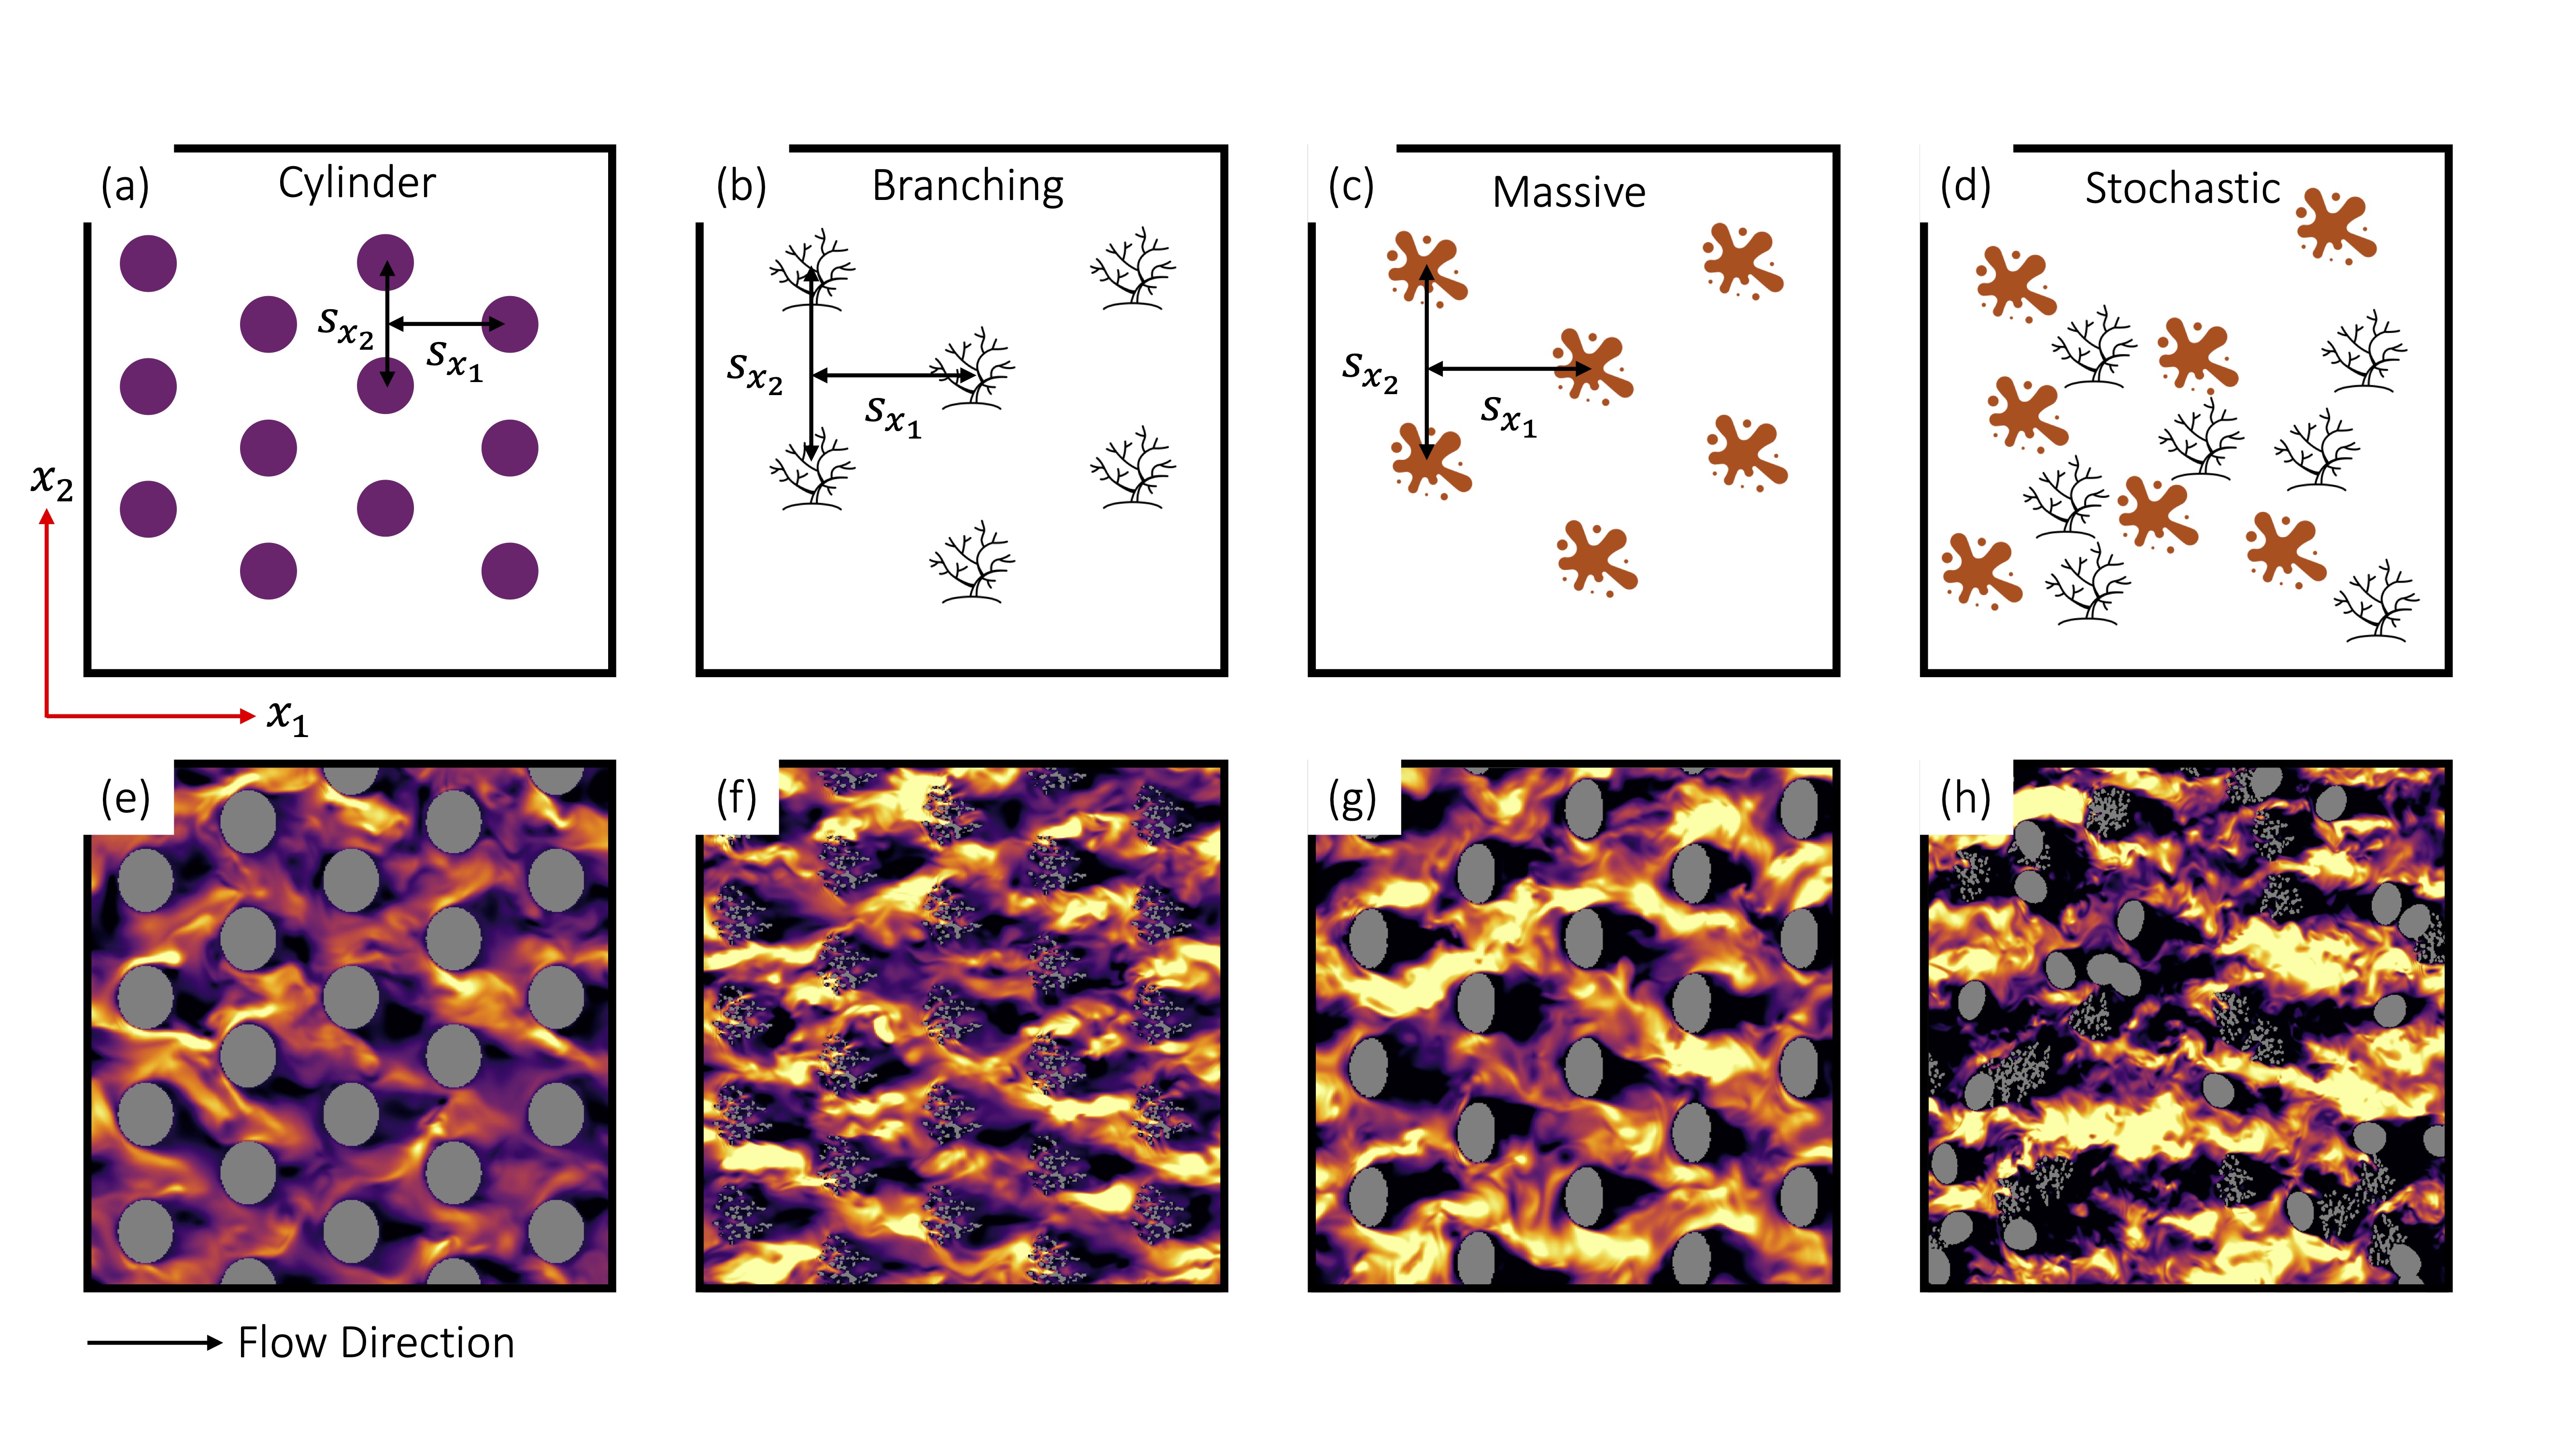 (a) Cylinder
(b) Branching
(c) Massive
(d) Stochastic
s_{x_2}
s_{x_1}
s_{x_2}
s_{x_1}
s_{x_2}
s_{x_1}
x_2
x_1
(e)
(f)
(g)
(h)
Flow Direction